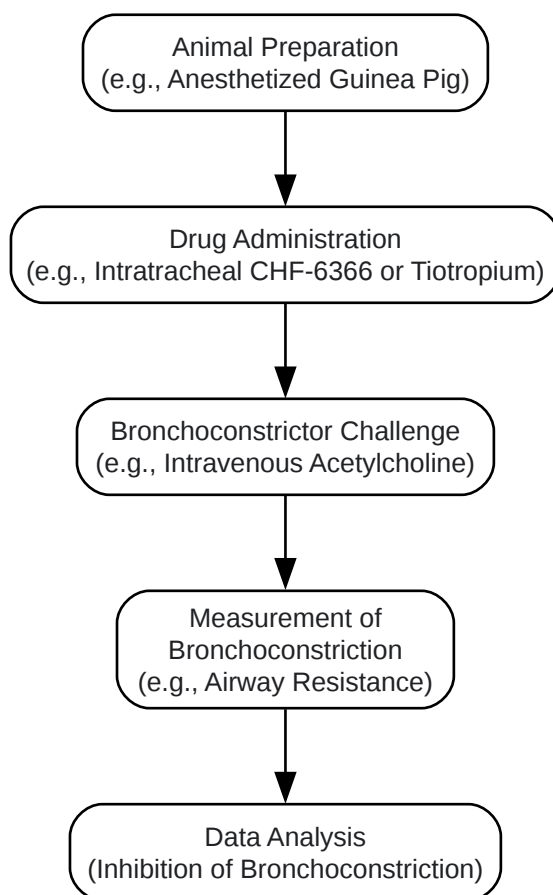 Animal Preparation
(e.g., Anesthetized Guinea Pig)
Drug Administration
(e.g., Intratracheal CHF-6366 or Tiotropium)
Bronchoconstrictor Challenge
(e.g., Intravenous Acetylcholine)
Measurement of
Bronchoconstriction
(e.g., Airway Resistance)
Data Analysis
(Inhibition of Bronchoconstriction)